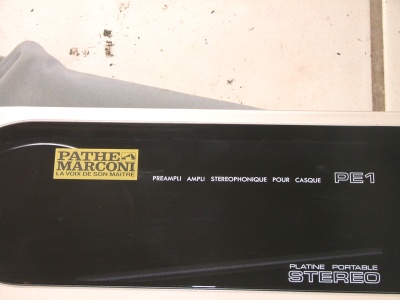 PATHE
MARCONI
LA VOIX DE SON MAITRE
PREAMPLI AMPLI STEREOPHONIQUE POUR CASQUE PE1
PLATINE PORTABLE
STEREO